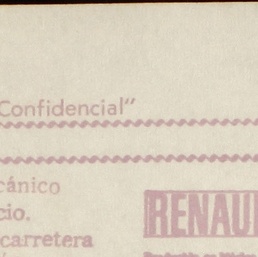 Confidencial"
cánico
cio.
carretera
RENAU